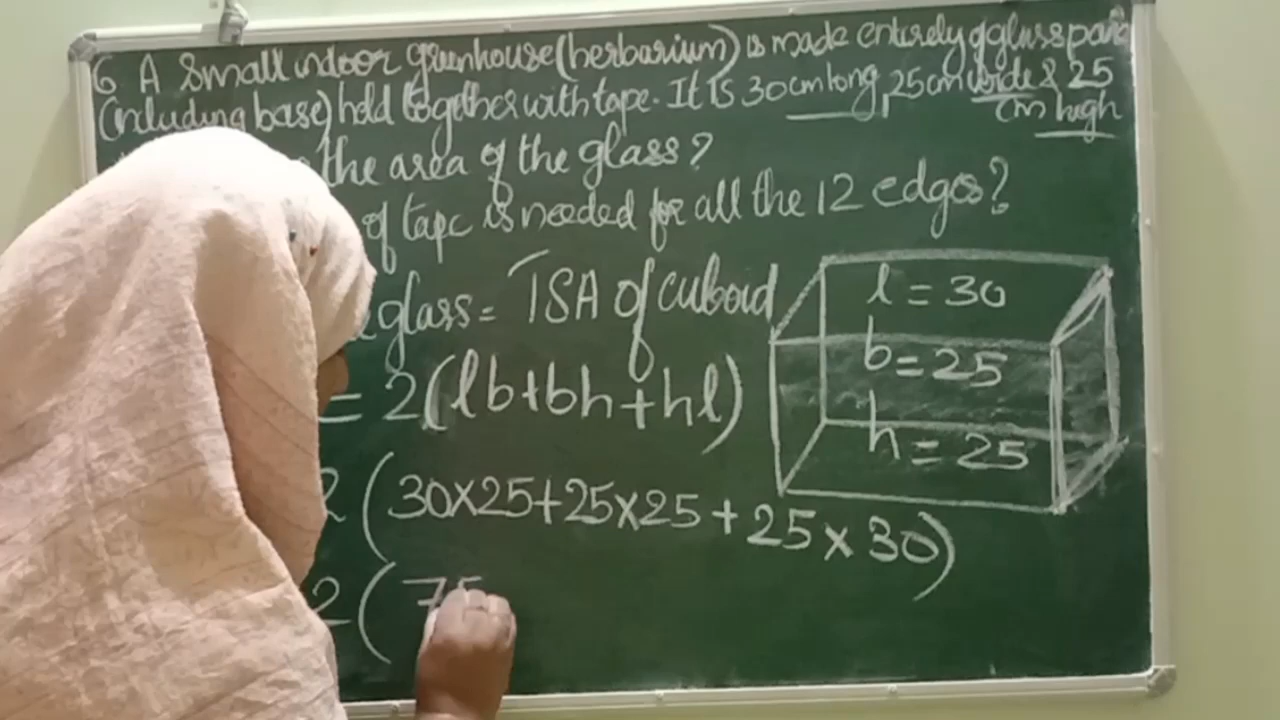 6 A Small indoor greenhouse (herbarium) is made entirely of glass pane
(including base) held together with tape. It is 30cm long, 25cm wide & 25
cm high
the area of the glass?
of tape is needed for all the 12 edges?
glass = TSA of cuboid
= 2(lb+bh+hl)
2(30×25+25×25+25×30)
2(75
l = 30
b = 25
h = 25